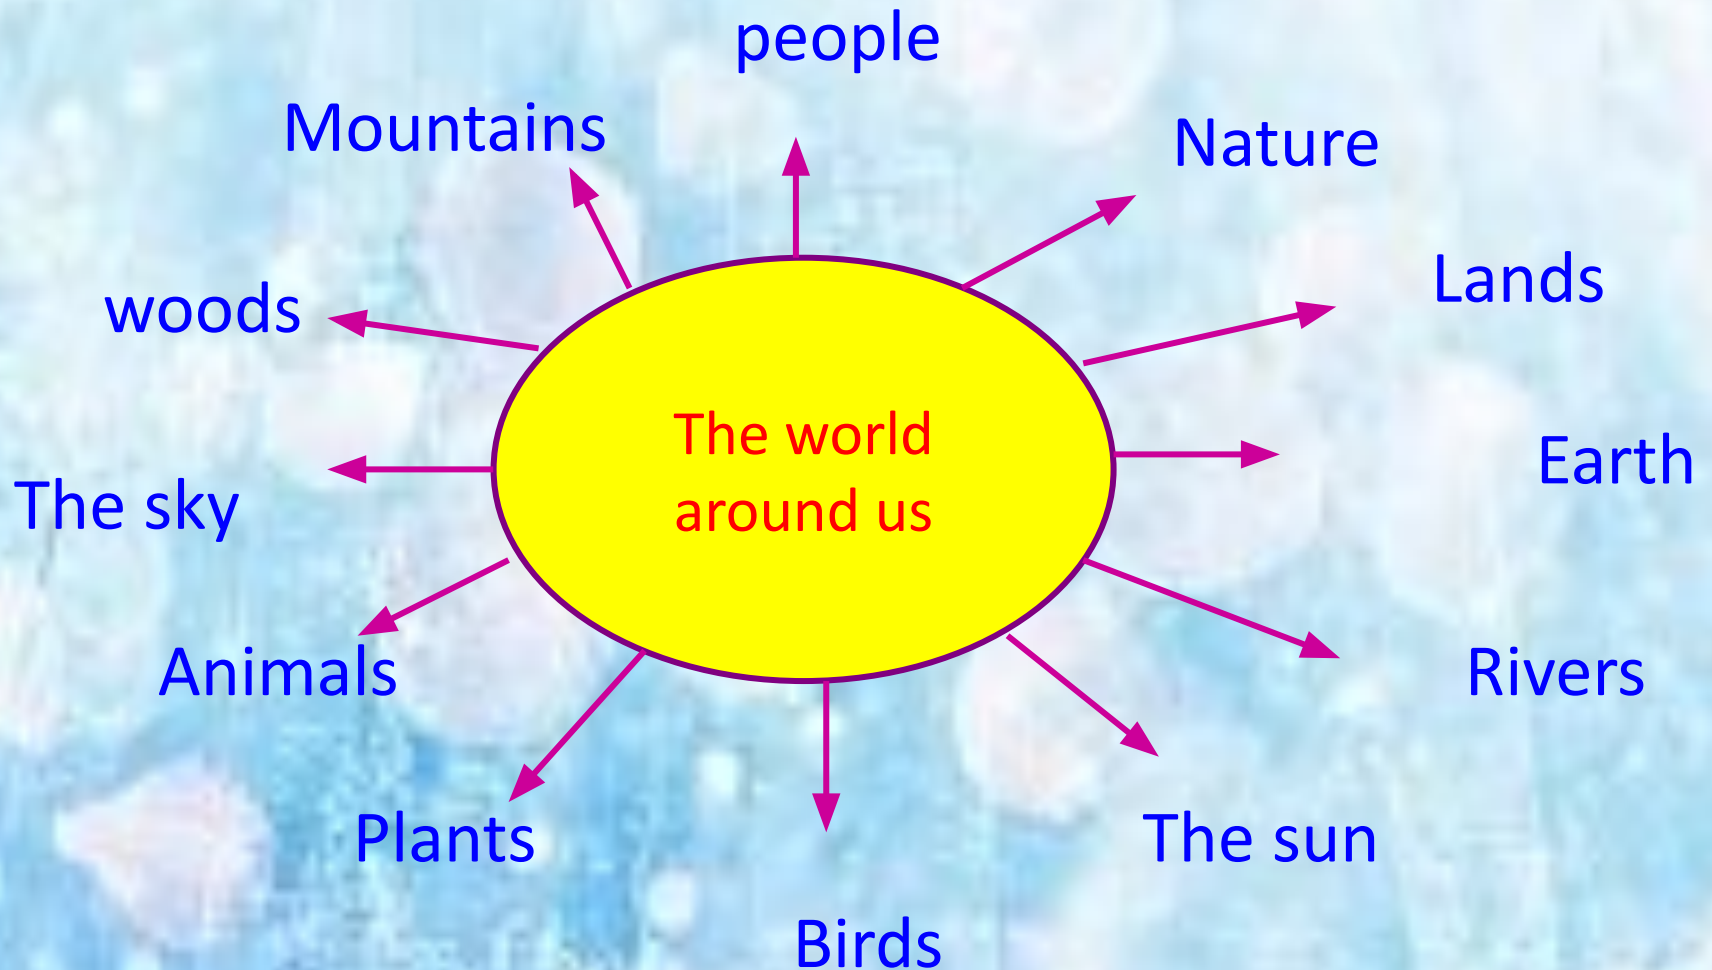 people
Mountains
Nature
Lands
woods
The world
around us
Earth
The sky
Animals
Rivers
Plants
The sun
Birds